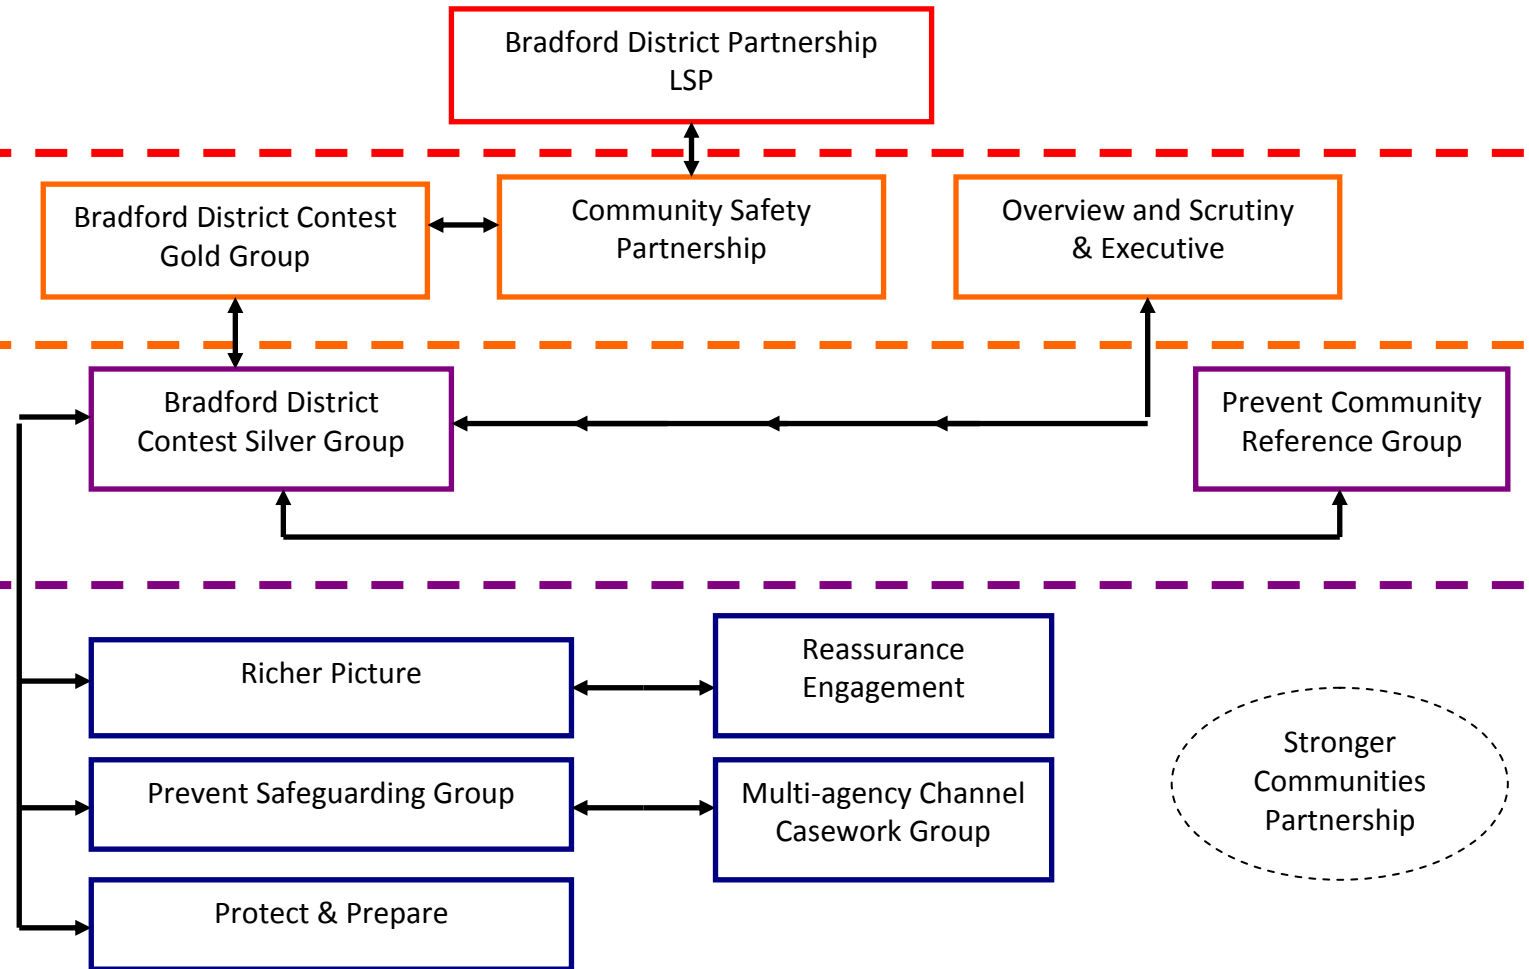 Bradford District Partnership
LSP
Bradford District Contest
Gold Group
Community Safety
Partnership
Overview and Scrutiny
& Executive
Bradford District
Contest Silver Group
Prevent Community
Reference Group
Richer Picture
Reassurance
Engagement
Prevent Safeguarding Group
Multi-agency Channel
Casework Group
Stronger
Communities
Partnership
Protect & Prepare